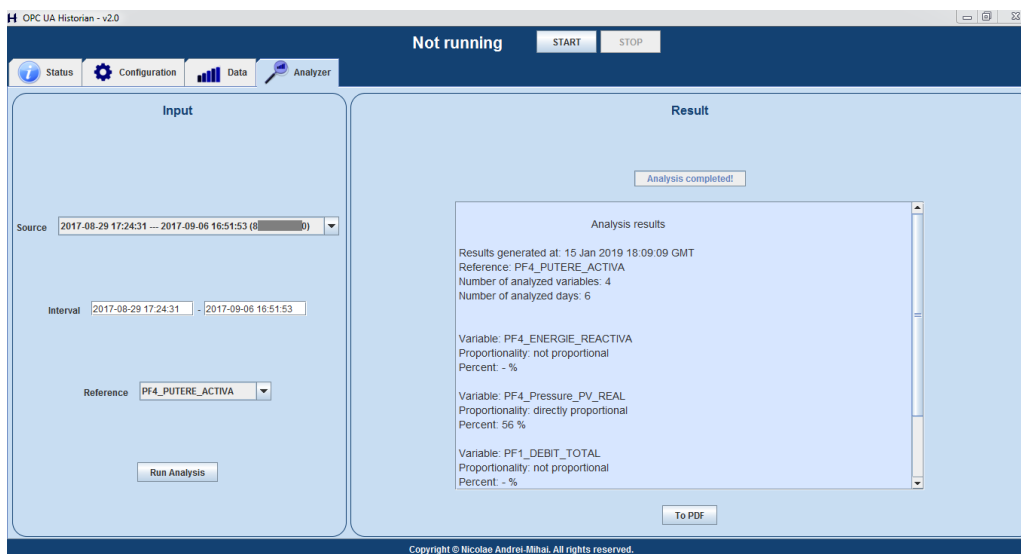 OPC UA Historian - v2.0
Not running START STOP
Status Configuration Data Analyzer
Input
Source 2017-08-29 17:24:31 --- 2017-09-06 16:51:53 (8 0)
Interval 2017-08-29 17:24:31 - 2017-09-06 16:51:53
Reference PF4_PUTERE_ACTIVA
Run Analysis
Result
Analysis completed!
Analysis results
Results generated at: 15 Jan 2019 18:09:09 GMT
Reference: PF4_PUTERE_ACTIVA
Number of analyzed variables: 4
Number of analyzed days: 6
Variable: PF4_ENERGIE_REACTIVA
Proportionality: not proportional
Percent: - %
Variable: PF4_Pressure_PV_REAL
Proportionality: directly proportional
Percent: 56 %
Variable: PF1_DEBIT_TOTAL
Proportionality: not proportional
Percent: - %
To PDF
Copyright © Nicolae Andrei-Mihai. All rights reserved.